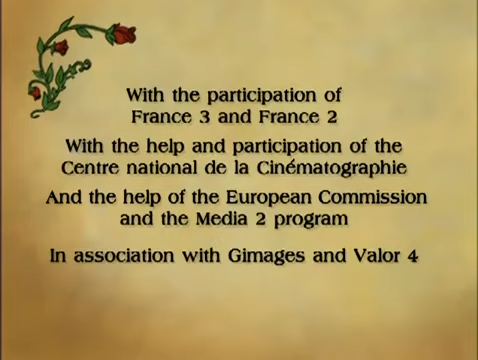 With the participation of
France 3 and France 2
With the help and participation of the
Centre national de la Cinématographie
And the help of the European Commission
and the Media 2 program
In association with Gimages and Valor 4